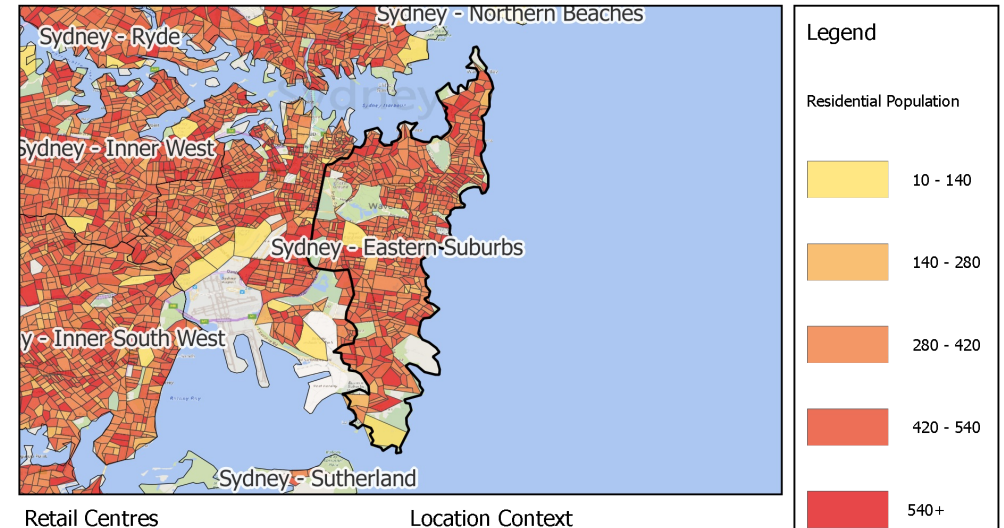 Sydney - Northern Beaches
Sydney - Ryde
Sydney
Sydney - Inner West
Sydney - Eastern Suburbs
y - Inner South West
Sydney - Sutherland
Retail Centres
Location Context
Legend
Residential Population
10 - 140
140 - 280
280 - 420
420 - 540
540+